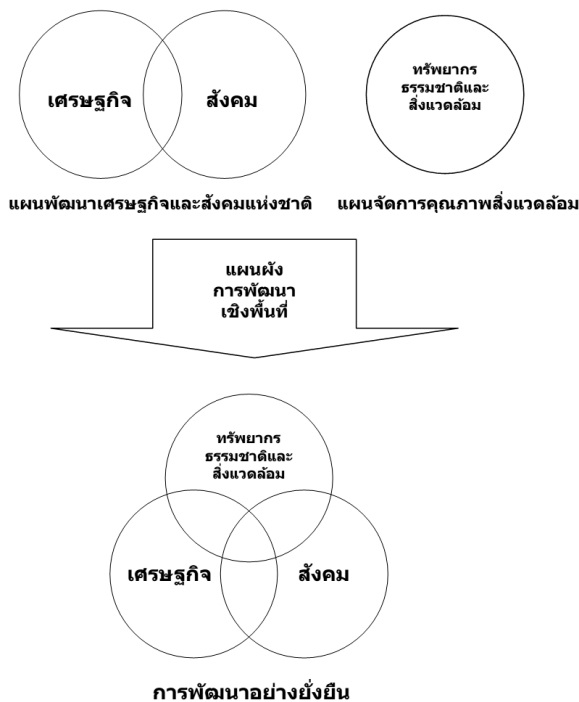 เศรษฐกิจ
สังคม
ทรัพยากร
ธรรมชาติและ
สิ่งแวดล้อม
แผนพัฒนาเศรษฐกิจและสังคมแห่งชาติ
แผนจัดการคุณภาพสิ่งแวดล้อม
แผนผัง
การพัฒนา
เชิงพื้นที่
ทรัพยากร
ธรรมชาติและ
สิ่งแวดล้อม
เศรษฐกิจ
สังคม
การพัฒนาอย่างยั่งยืน